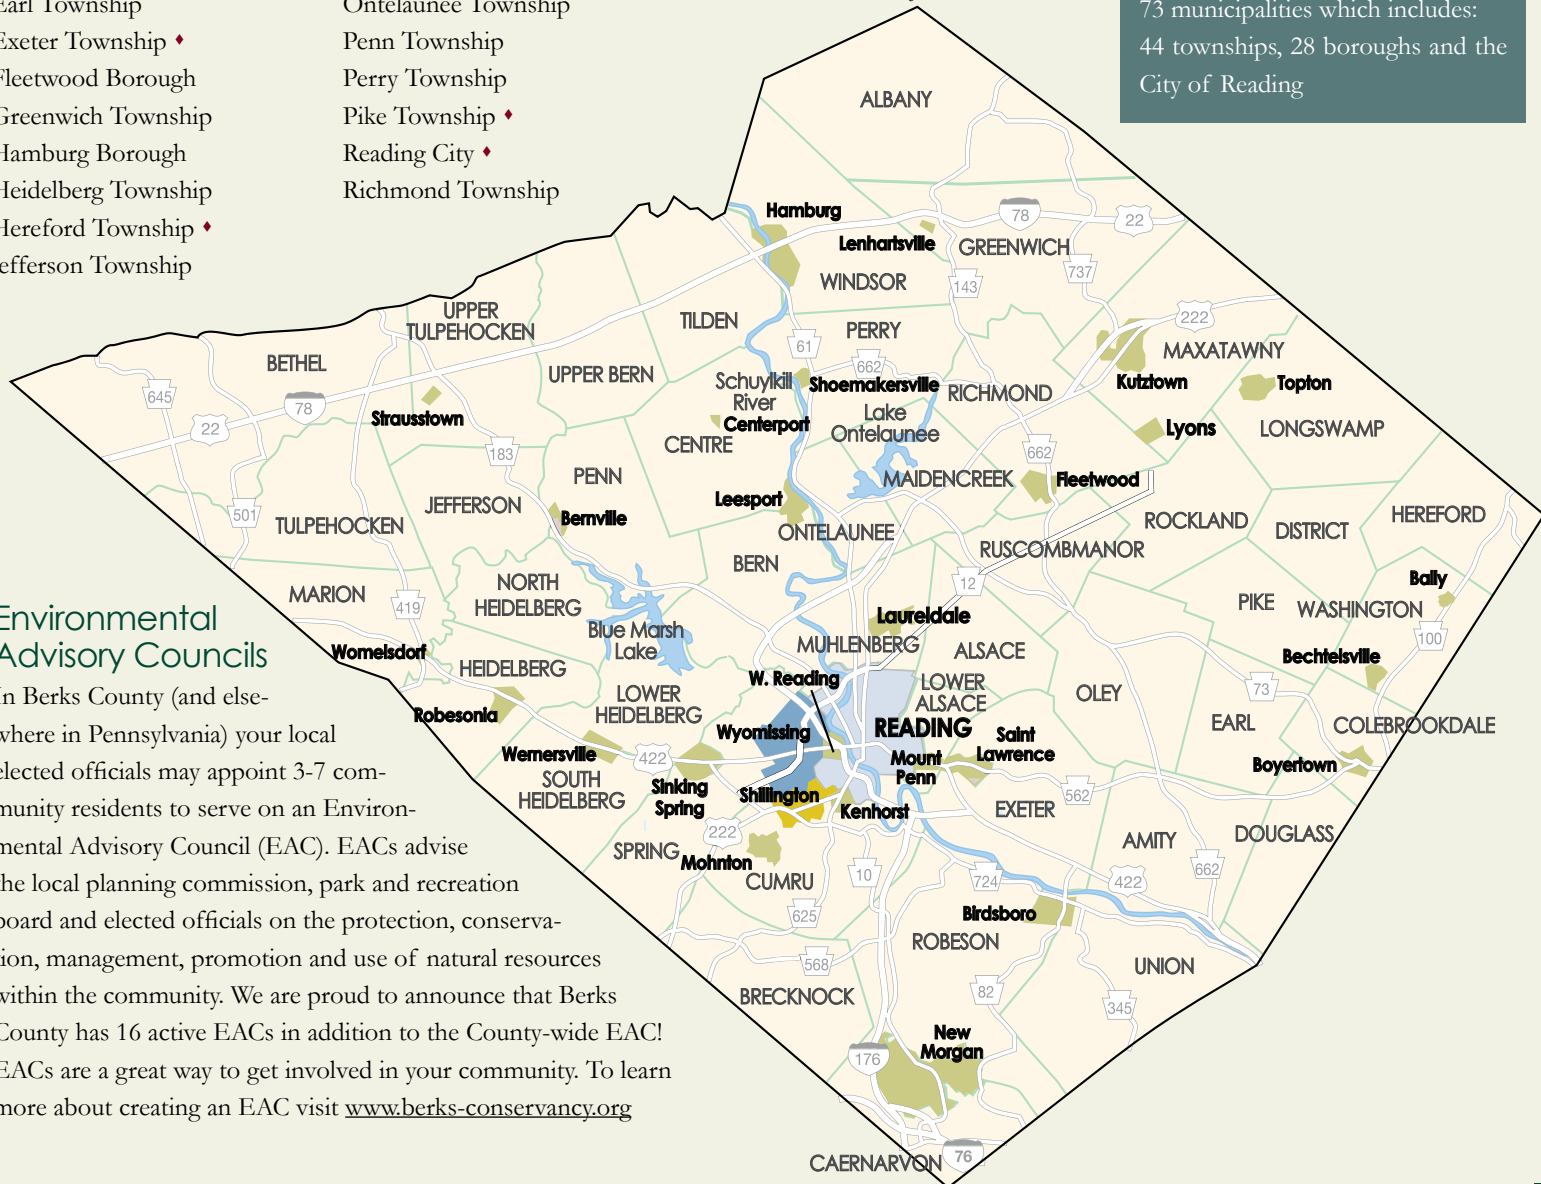 Earl Township
Exeter Township ♦
Fleetwood Borough
Greenwich Township
Hamburg Borough
Heidelberg Township
Hereford Township ♦
Jefferson Township
Ontelaunee Township
Penn Township
Perry Township
Pike Township ♦
Reading City ♦
Richmond Township
73 municipalities which includes:
44 townships, 28 boroughs and the
City of Reading
ALBANY
Hamburg
78
22
Lenhartsville
GREENWICH
WINDSOR
143
737
UPPER
TULPEHOCKEN
TILDEN
PERRY
222
61
662
MAXATAWNY
BETHEL
UPPER BERN
Schuylkill
River
Shoemakersville
RICHMOND
Kutztown
Topton
645
78
Strausstown
22
Centerport
Lake
Ontelaunee
Lyons
LONGSWAMP
CENTRE
183
662
PENN
MAIDENCREEK
Fleetwood
JEFFERSON
Leesport
501
TULPEHOCKEN
Bernville
ONTELAUNEE
ROCKLAND
DISTRICT
HEREFORD
RUSCOMBMANOR
BERN
12
Bally
NORTH
HEIDELBERG
MARION
419
PIKE
WASHINGTON
Laureldale
Blue Marsh
Lake
MUHLENBERG
ALSACE
100
Womelsdorf
HEIDELBERG
Bechtelsville
W. Reading
LOWER
ALSACE
73
LOWER
HEIDELBERG
OLEY
Robesonia
EARL
COLEBROOKDALE
Wyomissing
READING
Saint
Lawrence
Wernersville
422
Mount
Penn
Boyertown
SOUTH
HEIDELBERG
Sinking
Spring
Shillington
Kenhorst
562
EXETER
222
AMITY
DOUGLASS
SPRING
Mohnton
CUMRU
10
724
422
662
625
Birdsboro
ROBESON
568
UNION
BRECKNOCK
82
345
New
Morgan
176
CAERNARVON
76
Environmental
Advisory Councils
In Berks County (and else-
where in Pennsylvania) your local
elected officials may appoint 3-7 com-
munity residents to serve on an Environ-
mental Advisory Council (EAC). EACs advise
the local planning commission, park and recreation
board and elected officials on the protection, conserva-
tion, management, promotion and use of natural resources
within the community. We are proud to announce that Berks
County has 16 active EACs in addition to the County-wide EAC!
EACs are a great way to get involved in your community. To learn
more about creating an EAC visit www.berks-conservancy.org